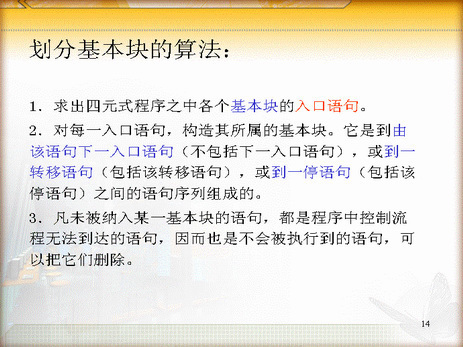 划分基本块的算法：
1．求出四元式程序之中各个基本块的入口语句。
2．对每一入口语句，构造其所属的基本块。它是到由
该语句下一入口语句（不包括下一入口语句），或到一
转移语句（包括该转移语句），或到一停语句（包括该
停语句）之间的语句序列组成的。
3．凡未被纳入某一基本块的语句，都是程序中控制流
程无法到达的语句，因而也是不会被执行到的语句，可
以把它们删除。
14